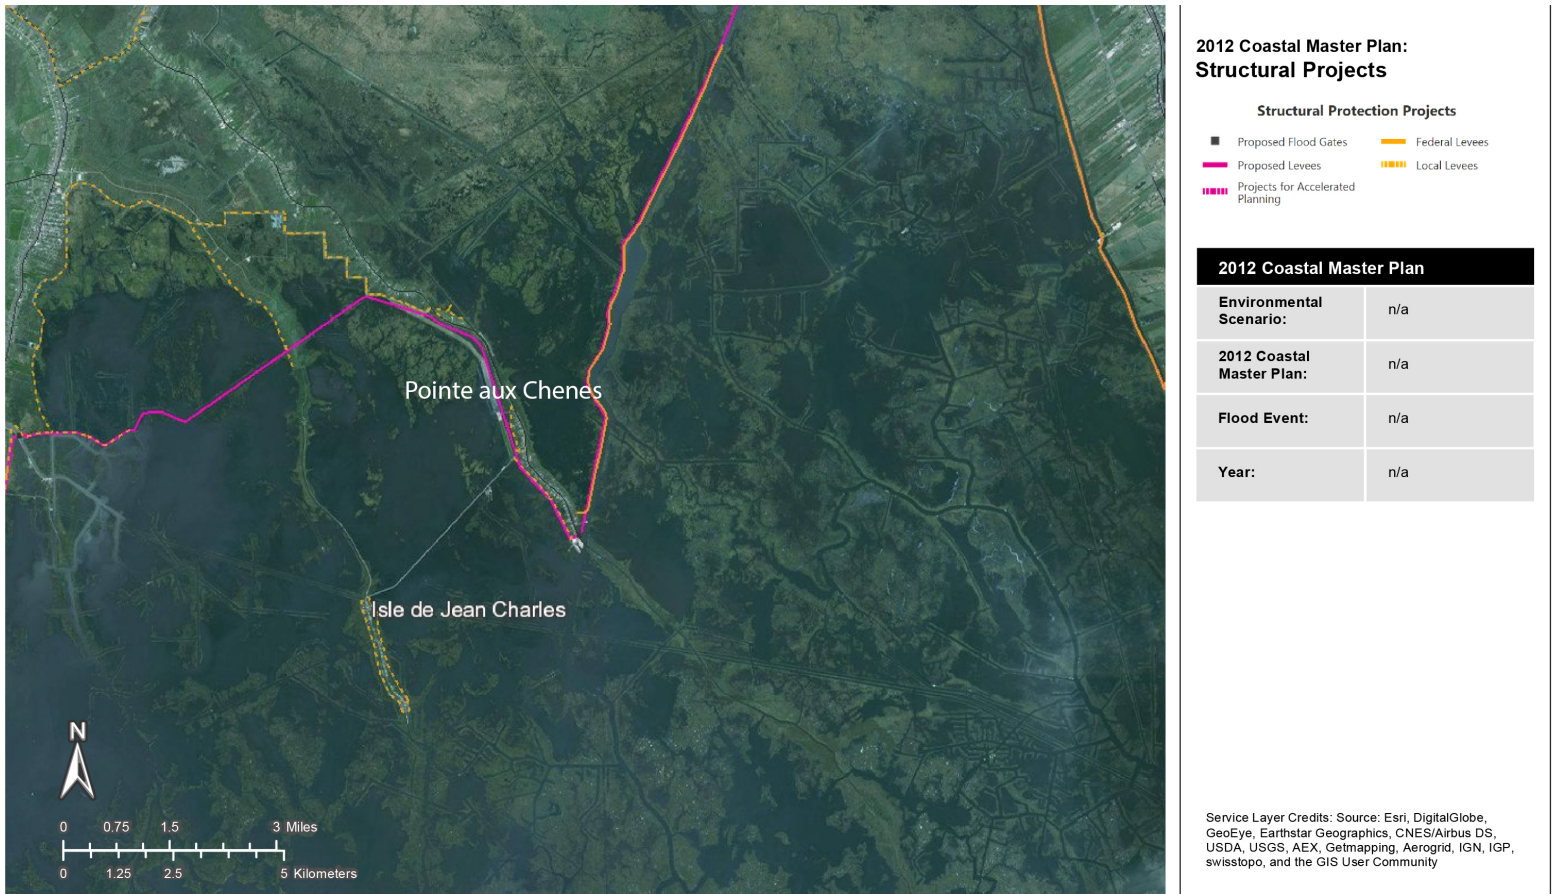 2012 Coastal Master Plan:
Structural Projects
Structural Protection Projects
Proposed Flood Gates
Federal Levees
Proposed Levees
Local Levees
Projects for Accelerated
Planning
2012 Coastal Master Plan
Environmental
Scenario:
n/a
2012 Coastal
Master Plan:
n/a
Flood Event:
n/a
Year:
n/a
Pointe aux Chenes
Isle de Jean Charles
N
0 0.75 1.5 3 Miles
0 1.25 2.5 5 Kilometers
Service Layer Credits: Source: Esri, DigitalGlobe,
GeoEye, Earthstar Geographics, CNES/Airbus DS,
USDA, USGS, AEX, Getmapping, Aerogrid, IGN, IGP,
swisstopo, and the GIS User Community